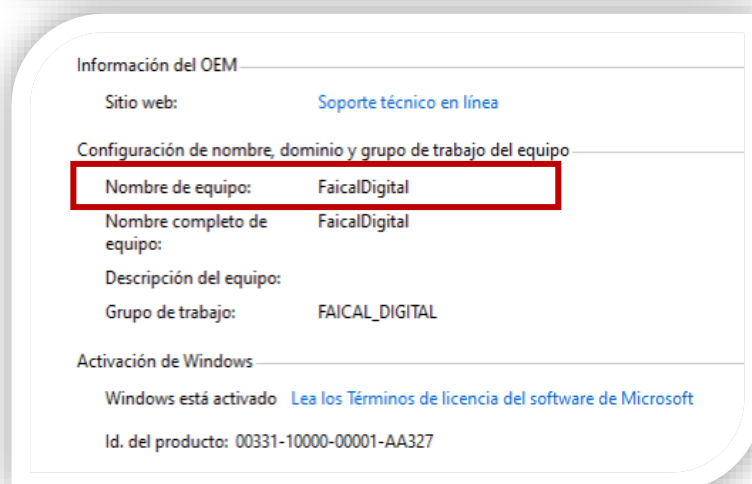 Información del OEM
Sitio web: Soporte técnico en línea
Configuración de nombre, dominio y grupo de trabajo del equipo
Nombre de equipo: FaicalDigital
Nombre completo de FaicalDigital
equipo:
Descripción del equipo:
Grupo de trabajo: FAICAL_DIGITAL
Activación de Windows
Windows está activado Lea los Términos de licencia del software de Microsoft
Id. del producto: 00331-10000-00001-AA327